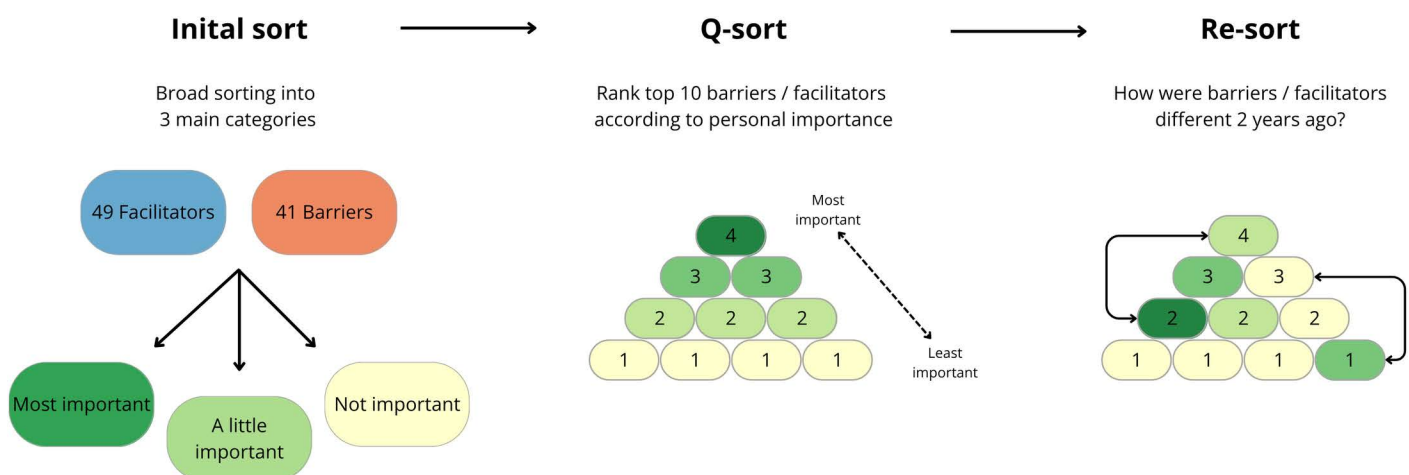 Inital sort
Q-sort
Re-sort
Broad sorting into
3 main categories
Rank top 10 barriers / facilitators
according to personal importance
How were barriers / facilitators
different 2 years ago?
49 Facilitators
41 Barriers
Most important
A little
important
Not important
Most
important
4
3 3
2 2 2
1 1 1 1
Least
important
4
3 3
2 2 2
1 1 1 1